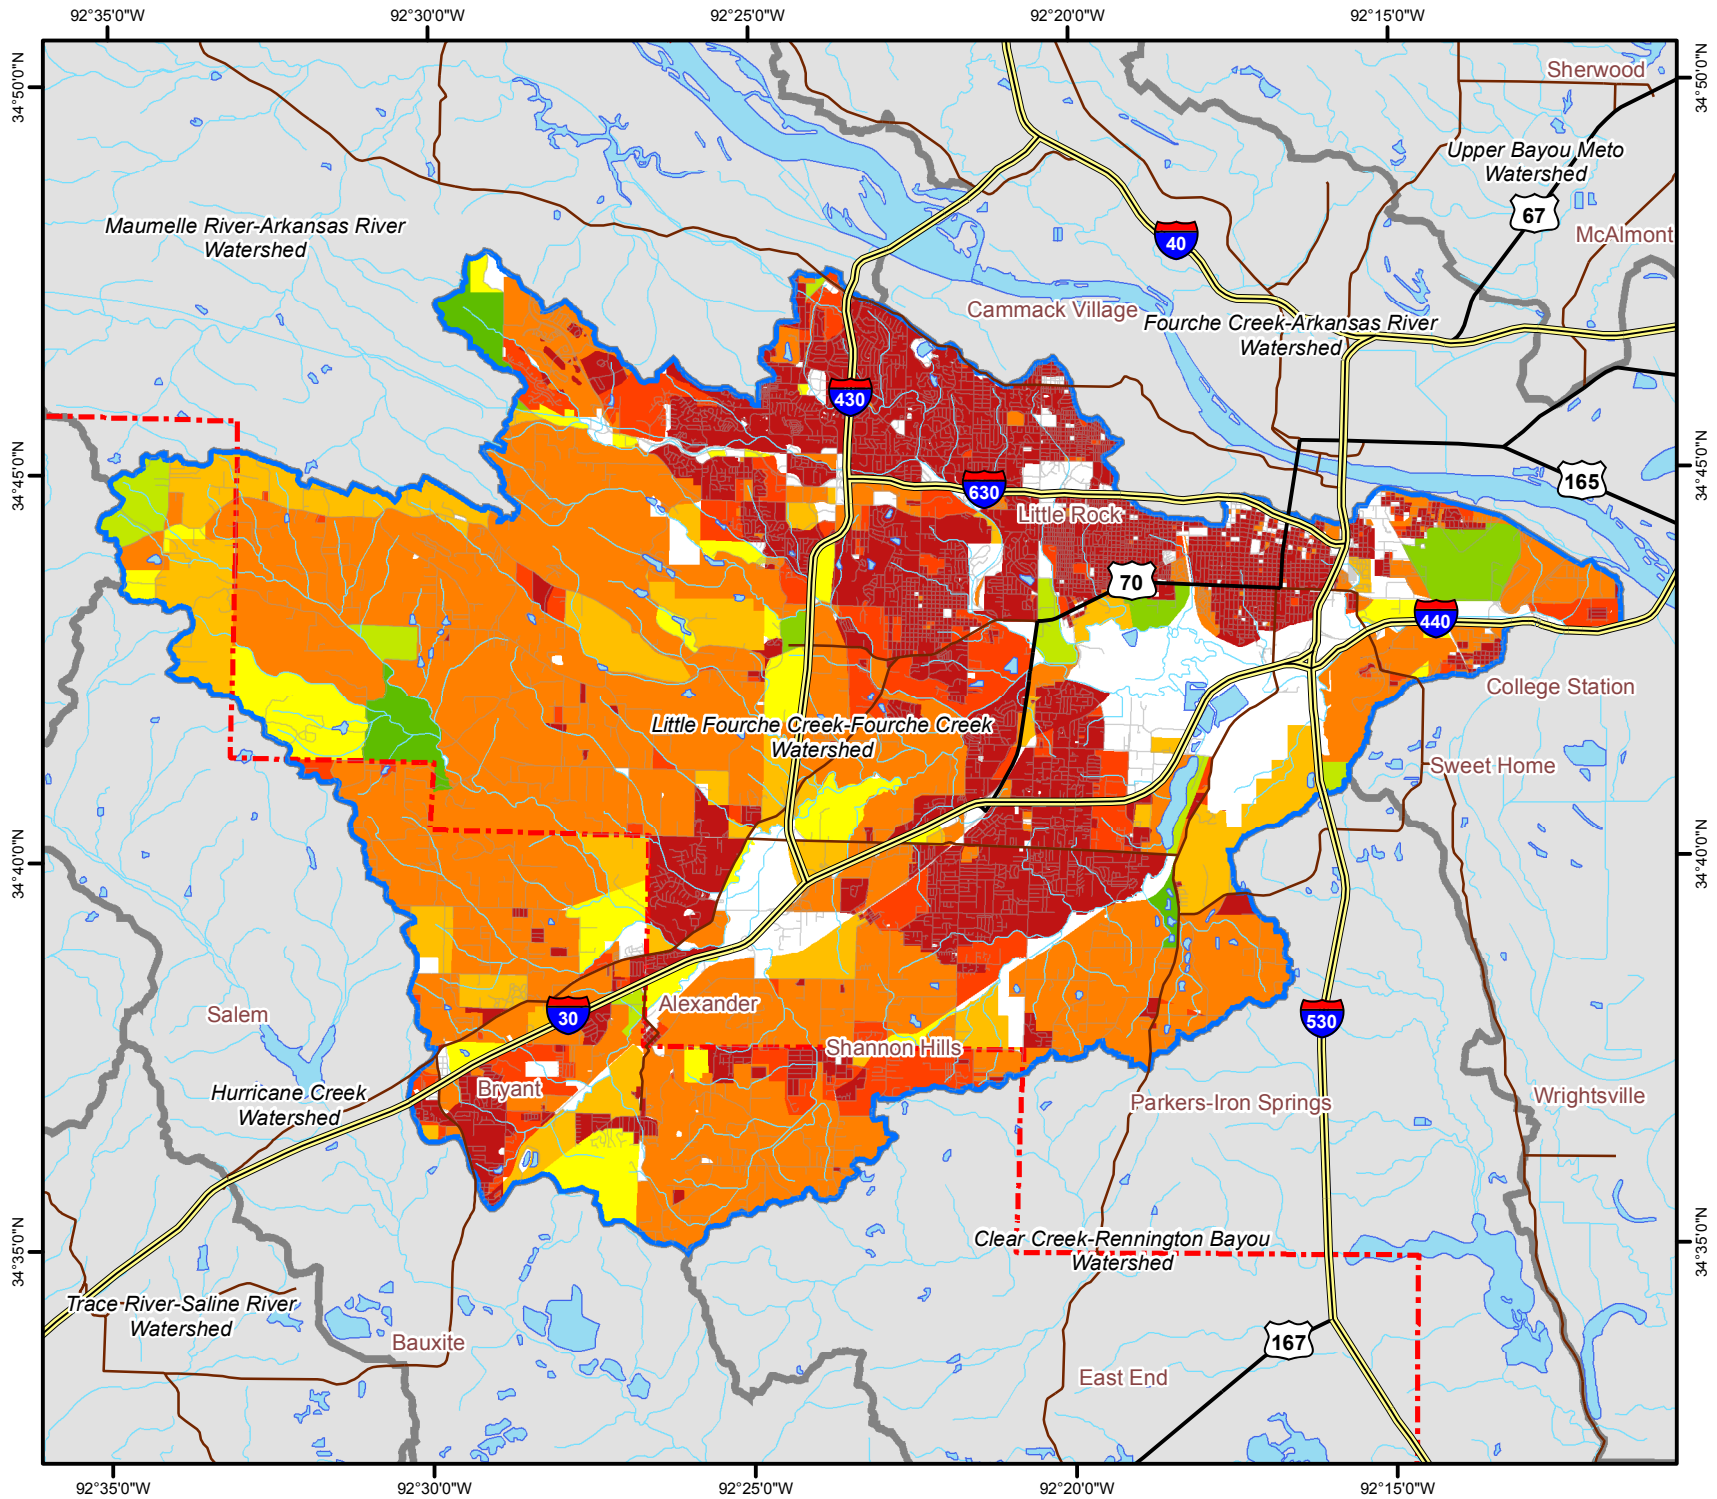 92°35'0"W
92°30'0"W
92°25'0"W
92°20'0"W
92°15'0"W
34°50'0"N
34°50'0"N
Sherwood
Upper Bayou Meto
Watershed
67
McAlmont
Maumelle River-Arkansas River
Watershed
40
Cammack Village
Fourche Creek-Arkansas River
Watershed
430
34°45'0"N
34°45'0"N
630
165
Little Rock
70
440
College Station
Little Fourche Creek-Fourche Creek
Watershed
Sweet Home
34°40'0"N
34°40'0"N
Salem
Alexander
30
530
Shannon Hills
Bryant
Hurricane Creek
Watershed
Parkers-Iron Springs
Wrightsville
34°35'0"N
34°35'0"N
Clear Creek-Rennington Bayou
Watershed
Trace River-Saline River
Watershed
Bauxite
167
East End
92°35'0"W
92°30'0"W
92°25'0"W
92°20'0"W
92°15'0"W